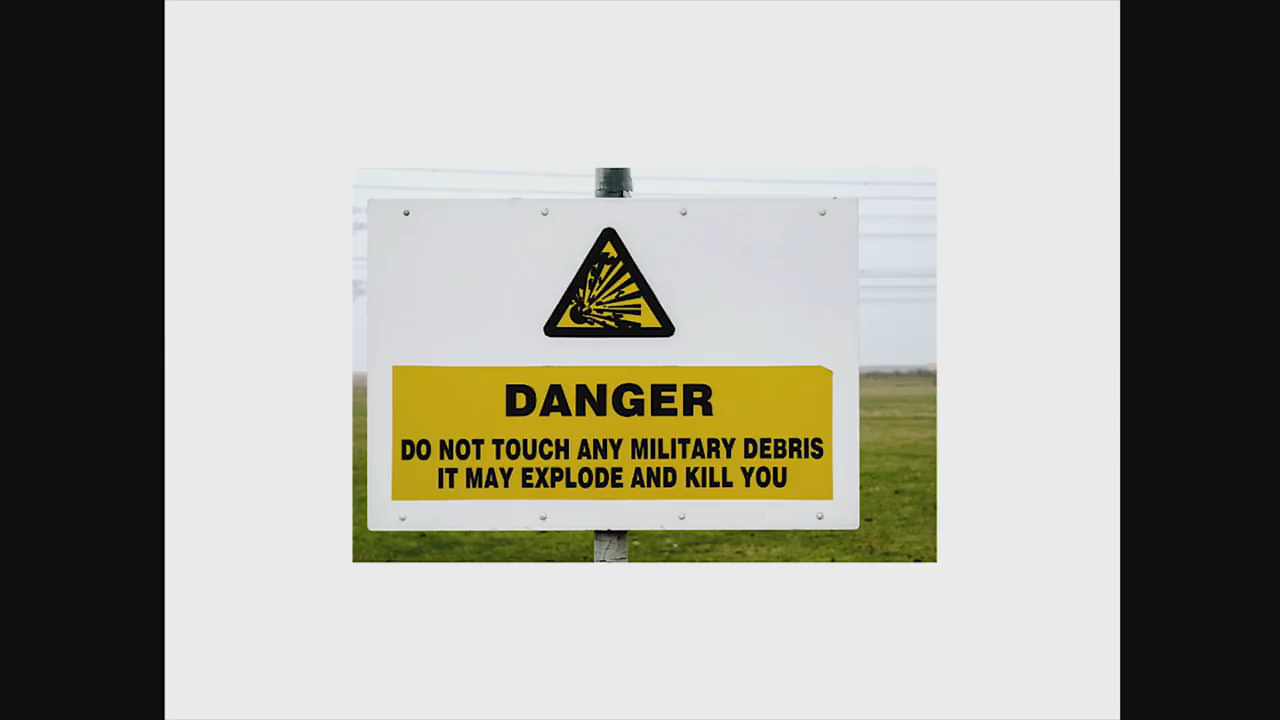 DANGER
DO NOT TOUCH ANY MILITARY DEBRIS
IT MAY EXPLODE AND KILL YOU